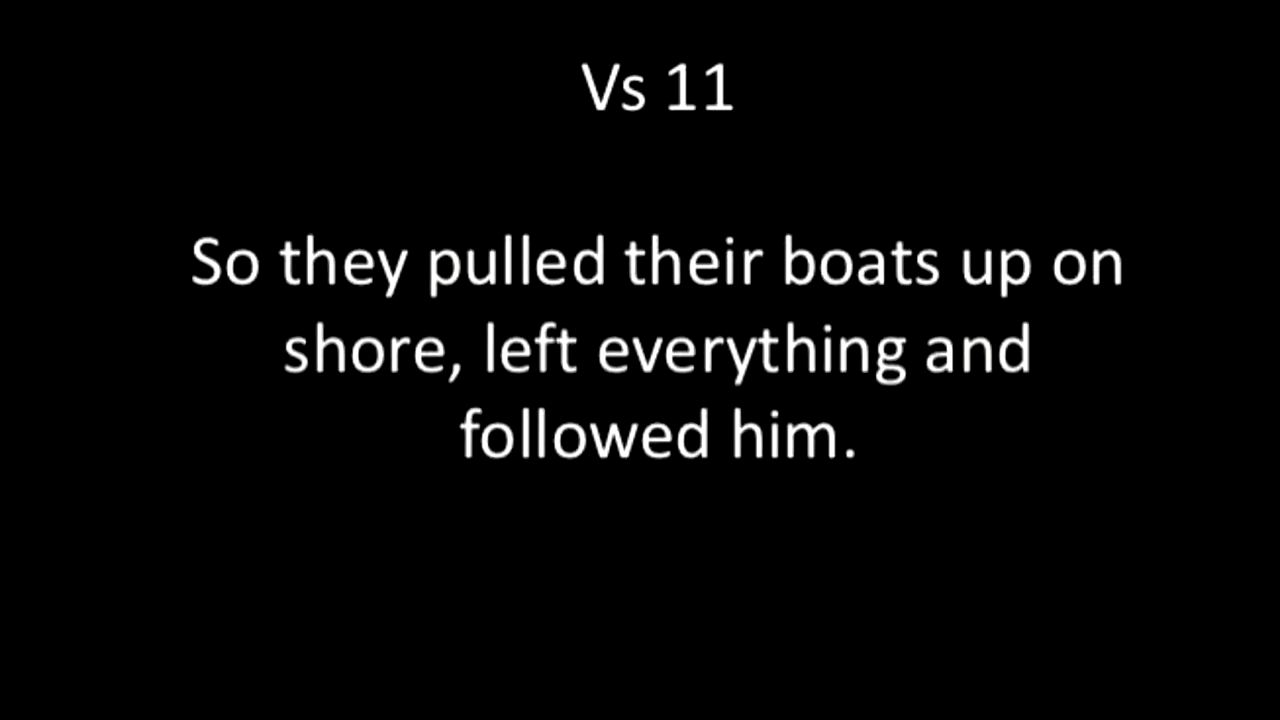 Vs 11
So they pulled their boats up on
shore, left everything and
followed him.